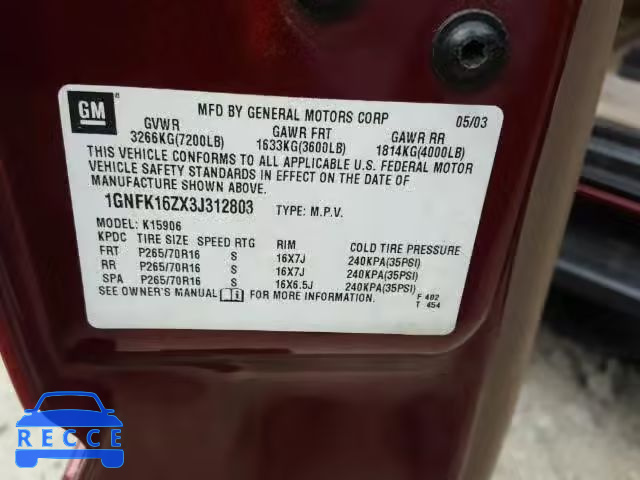 GM ®
MFD BY GENERAL MOTORS CORP 05/03
GVWR GAWR FRT GAWR RR
3266KG(7200LB) 1633KG(3600LB) 1814KG(4000LB)
THIS VEHICLE CONFORMS TO ALL APPLICABLE U.S. FEDERAL MOTOR
VEHICLE SAFETY STANDARDS IN EFFECT ON THE DATE OF
MANUFACTURE SHOWN ABOVE.
1GNFK16ZX3J312803 TYPE: M.P.V.
MODEL: K15906
KPDC TIRE SIZE SPEED RTG RIM COLD TIRE PRESSURE
FRT P265/70R16 S 16X7J 240KPA(35PSI)
RR P265/70R16 S 16X7J 240KPA(35PSI)
SPA P265/70R16 S 16X6.5J 240KPA(35PSI)
SEE OWNER'S MANUAL FOR MORE INFORMATION.
F 402
T 454
RECCE